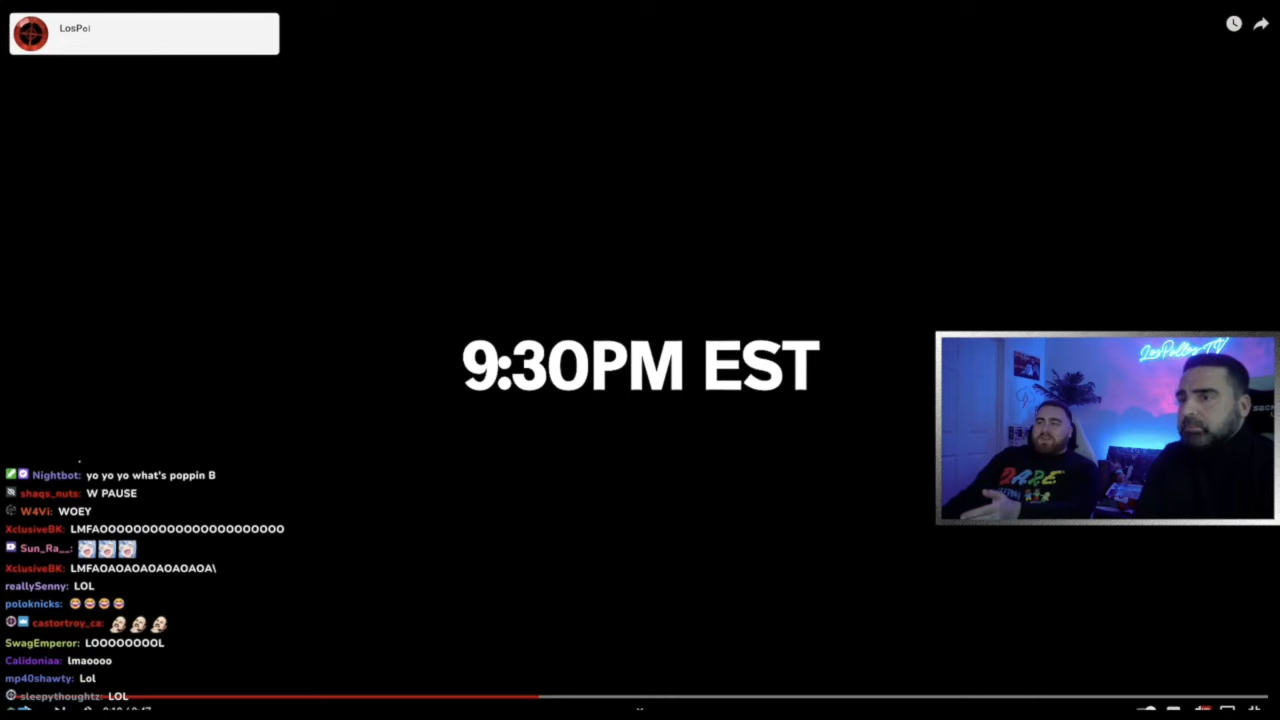 LosPol
9:30PM EST
LosPollosTV
D.A.R.E
Nightbot: yo yo yo what's poppin B
shaqs_nuts: W PAUSE
W4Vi: WOEY
XclusiveBK: LMFAOOOOOOOOOOOOOOOOOOOOOO
Sun_Ra__:
XclusiveBK: LMFAOAOAOAOAOAOAOA\
reallySenny: LOL
poloknicks: 😂😂😂😂
castortroy_ca:
SwagEmperor: LOOOOOOOOL
Calidoniaa: lmaoooo
mp40shawty: Lol
sleepythoughtz: LOL